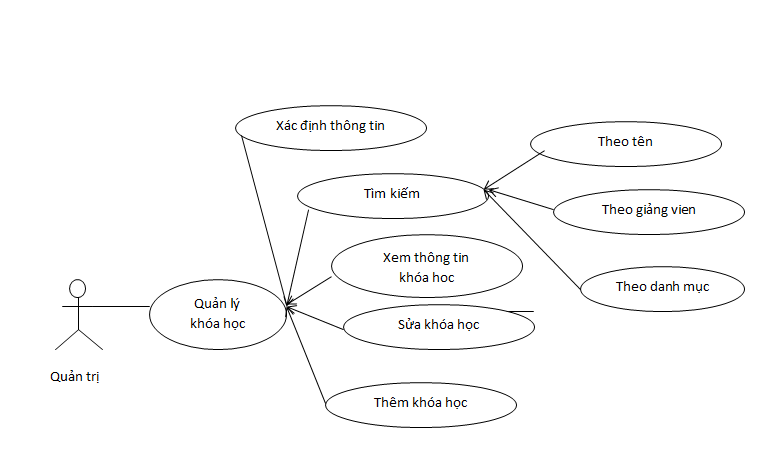 Xác định thông tin
Theo tên
Tìm kiếm
Theo giảng vien
Xem thông tin
khóa hoc
Theo danh mục
Quản lý
khóa học
Sửa khóa học
Quản trị
Thêm khóa học